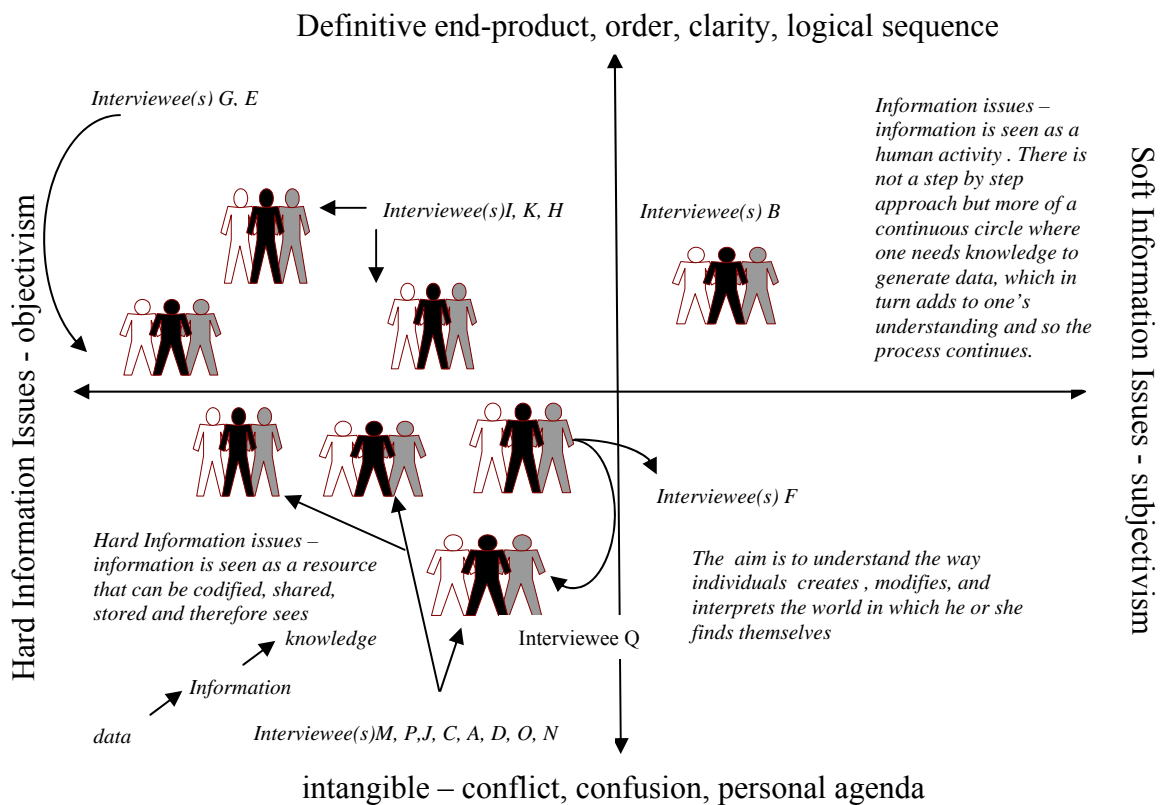 Definitive end-product, order, clarity, logical sequence
Interviewee(s) G, E
Interviewee(s)I, K, H
Interviewee(s) B
Information issues –
information is seen as a
human activity . There is
not a step by step
approach but more of a
continuous circle where
one needs knowledge to
generate data, which in
turn adds to one’s
understanding and so the
process continues.
Hard Information Issues - objectivism
Soft Information Issues - subjectivism
Interviewee(s) F
Hard Information issues –
information is seen as a resource
that can be codified, shared,
stored and therefore sees
knowledge
Information
data
The aim is to understand the way
individuals creates , modifies, and
interprets the world in which he or she
finds themselves
Interviewee Q
Interviewee(s)M, P,J, C, A, D, O, N
intangible – conflict, confusion, personal agenda